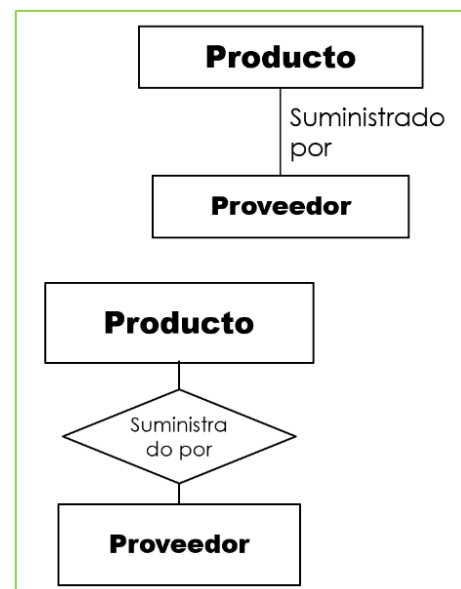 Producto
Suministrado
por
Proveedor
Producto
Suministra
do por
Proveedor